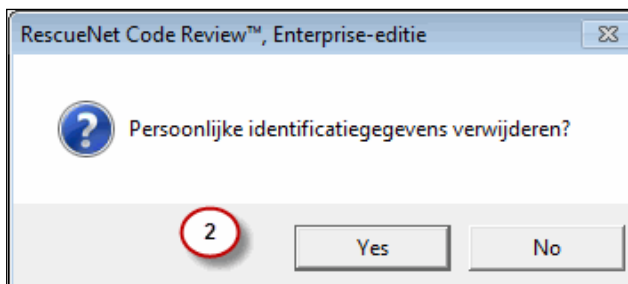 RescueNet Code Review™, Enterprise-editie
?
Persoonlijke identificatiegegevens verwijderen?
2
Yes No